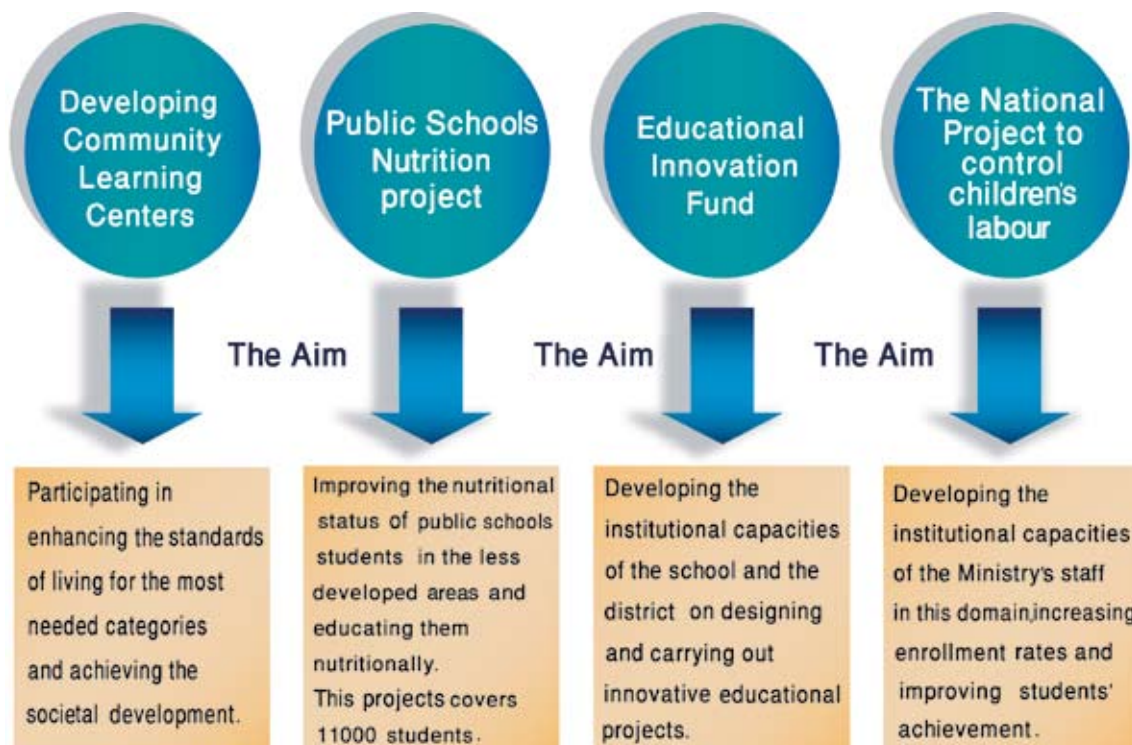 Developing
Community
Learning
Centers
Public Schools
Nutrition
project
Educational
Innovation
Fund
The National
Project to
control
children's
labour
The Aim
The Aim
The Aim
Participating in
enhancing the standards
of living for the most
needed categories
and achieving the
societal development.
Improving the nutritional
status of public schools
students in the less
developed areas and
educating them
nutritionally.
This projects covers
11000 students.
Developing the
institutional capacities
of the school and the
district on designing
and carrying out
innovative educational
projects.
Developing the
institutional capacities
of the Ministry's staff
in this domain,increasing
enrollment rates and
improving students'
achievement.